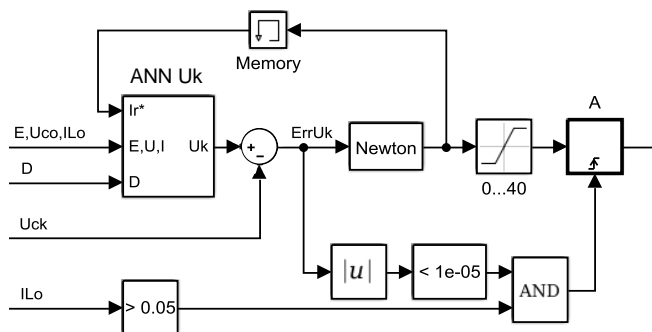 Memory
ANN Uk
A
Ir*
E,Uco,ILo
E,U,I
Uk
+
−
ErrUk
Newton
D
D
0...40
Uck
|u|
< 1e-05
AND
ILo
> 0.05